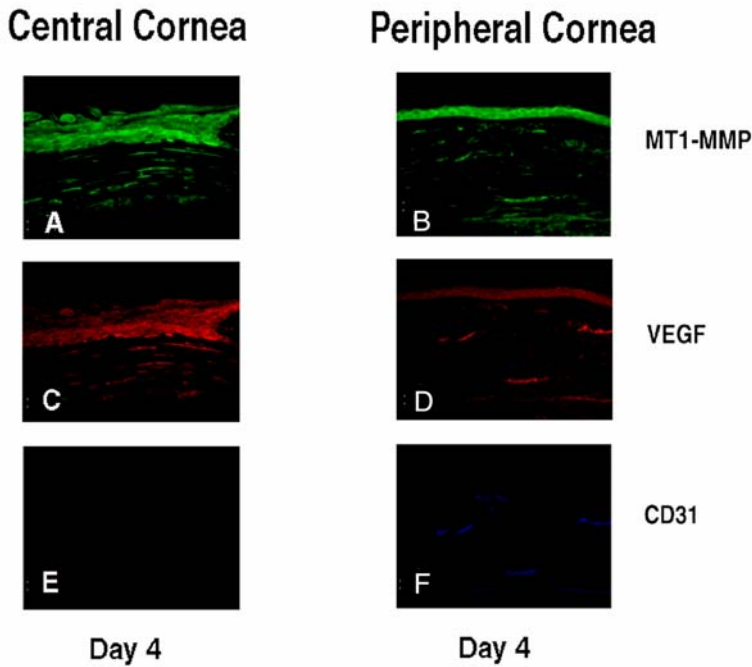 Central Cornea Peripheral Cornea
A B MT1-MMP
C D VEGF
E F CD31
Day 4 Day 4